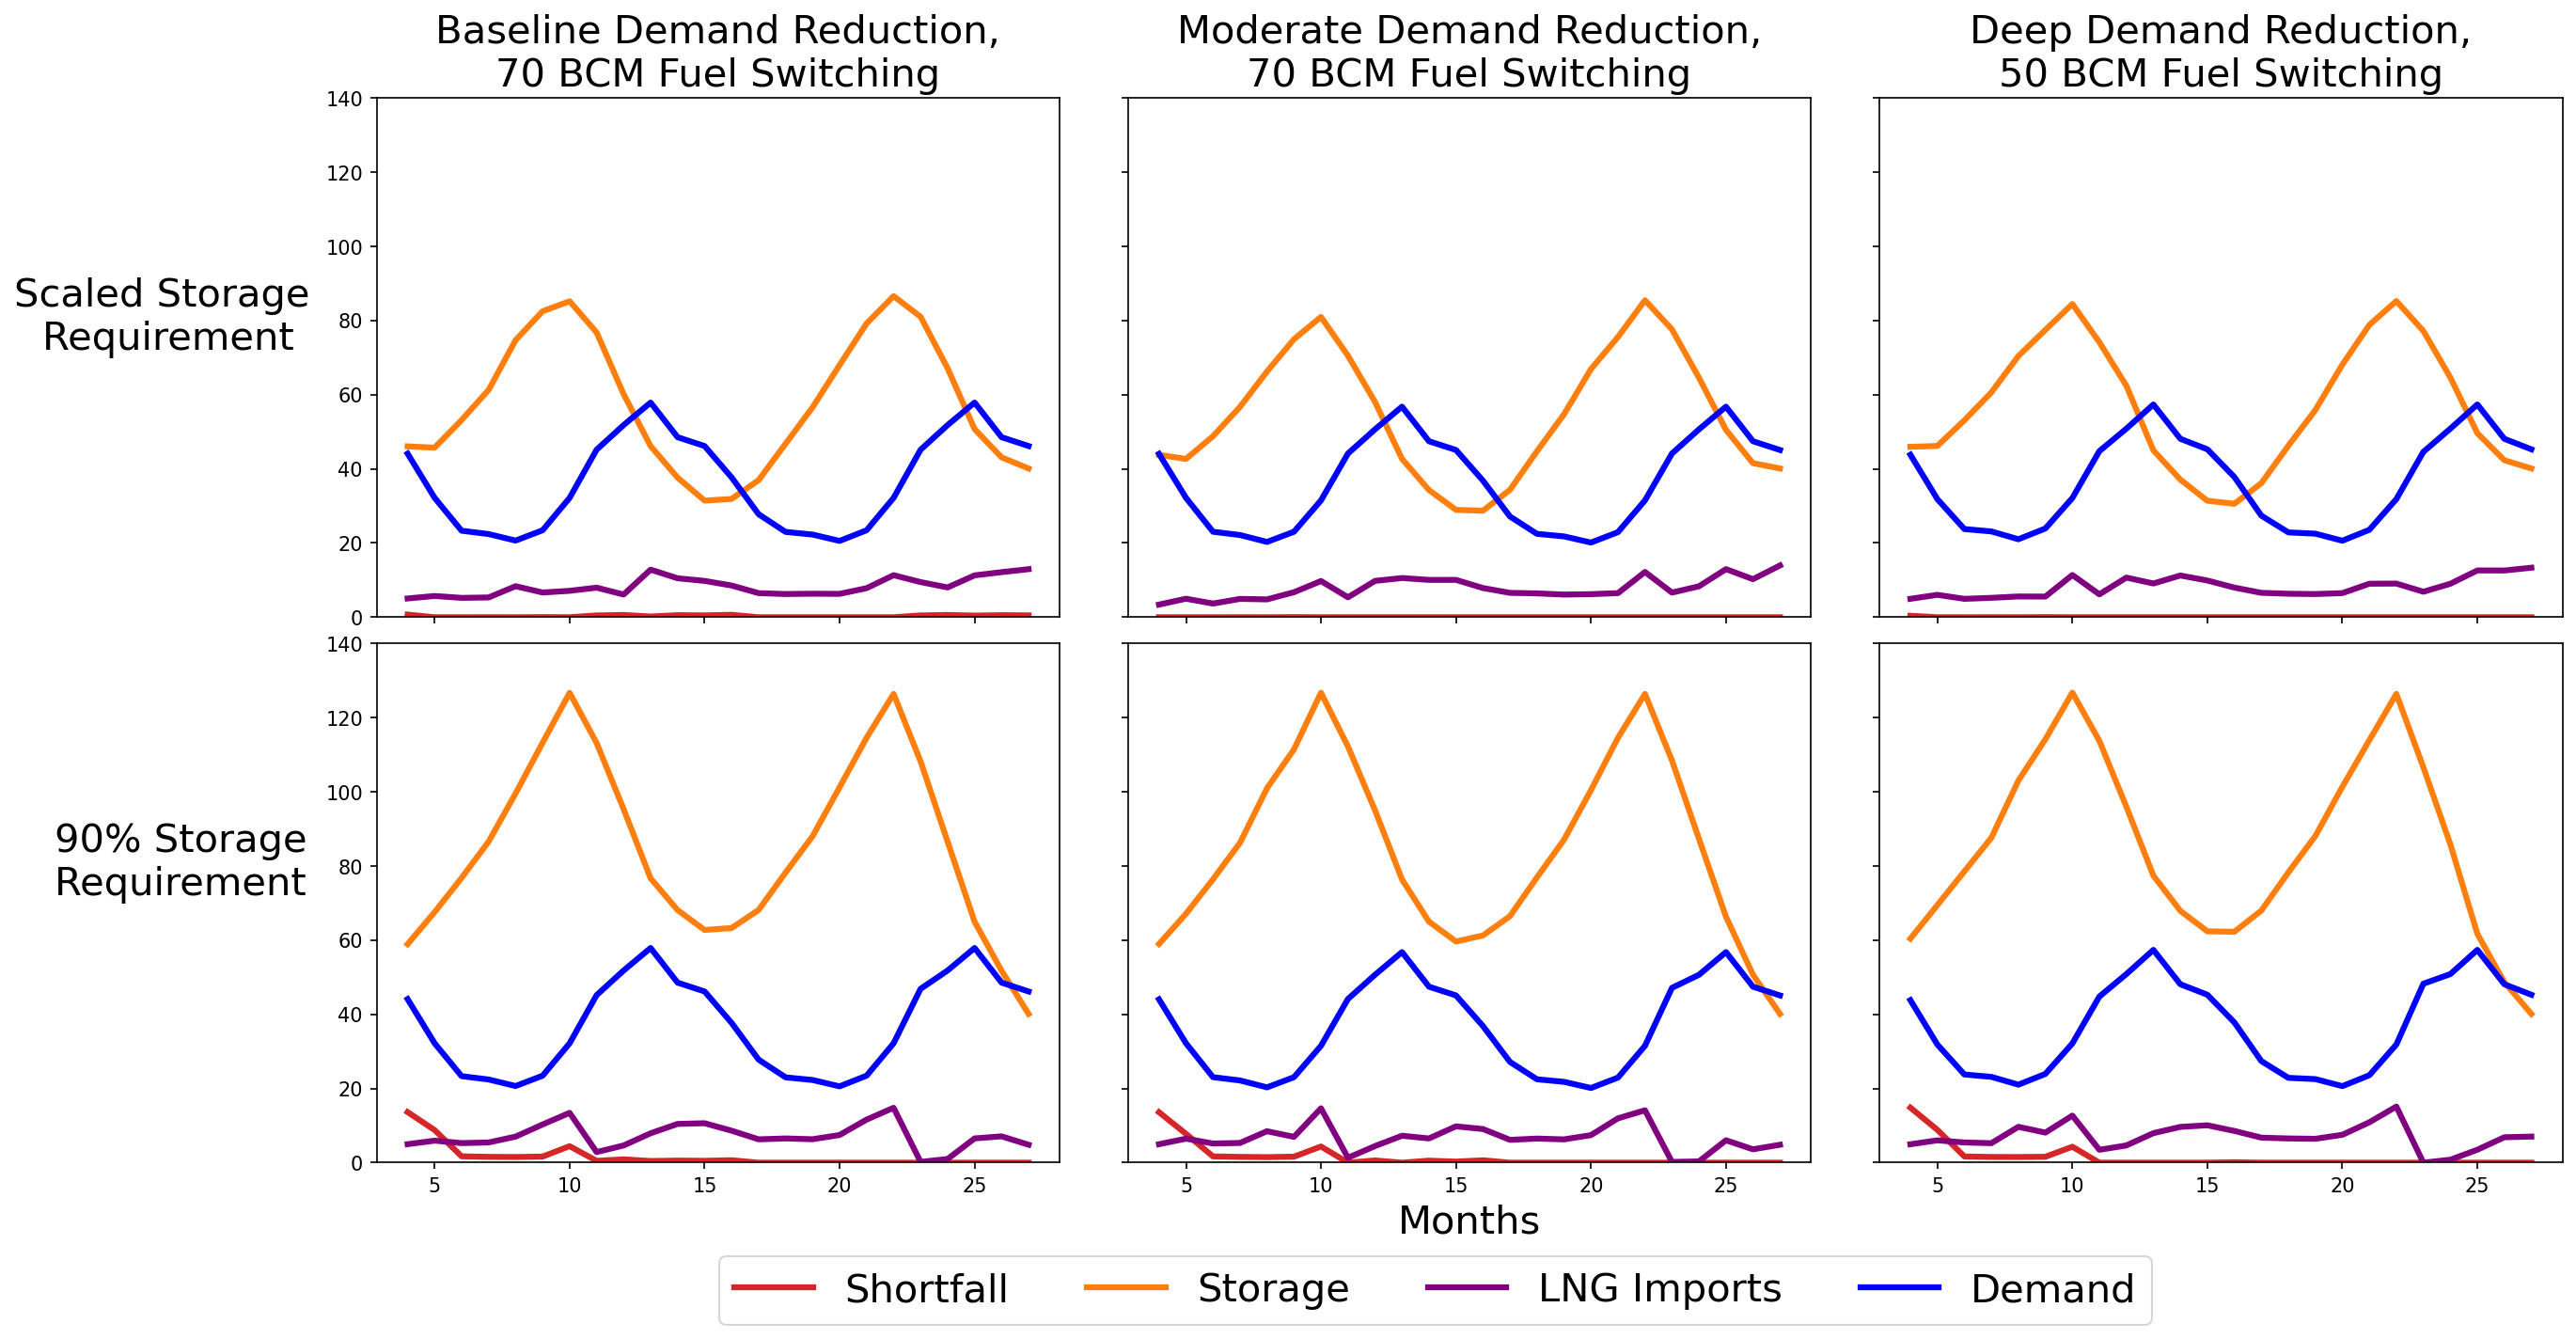 Baseline Demand Reduction,
70 BCM Fuel Switching
Moderate Demand Reduction,
70 BCM Fuel Switching
Deep Demand Reduction,
50 BCM Fuel Switching
Scaled Storage
Requirement
140
120
100
80
60
40
20
0
90% Storage
Requirement
140
120
100
80
60
40
20
0
5 10 15 20 25
5 10 15 20 25
5 10 15 20 25
Months
Shortfall Storage LNG Imports Demand